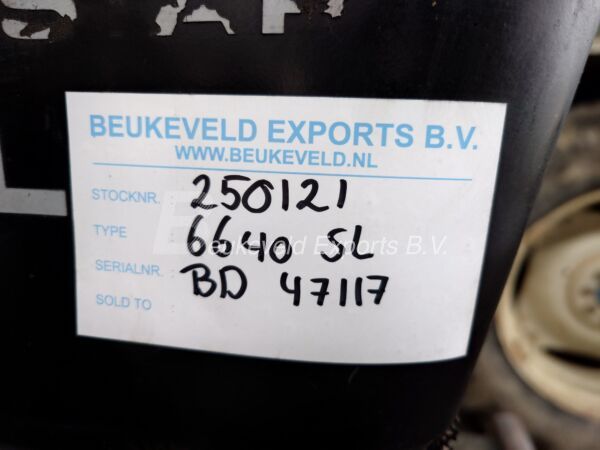 BEUKEVELD EXPORTS B.V.
WWW.BEUKEVELD.NL
STOCKNR. 250121
TYPE 6640 SL
Beukeveld Exports B.V.
SERIALNR. BD 47117
SOLD TO